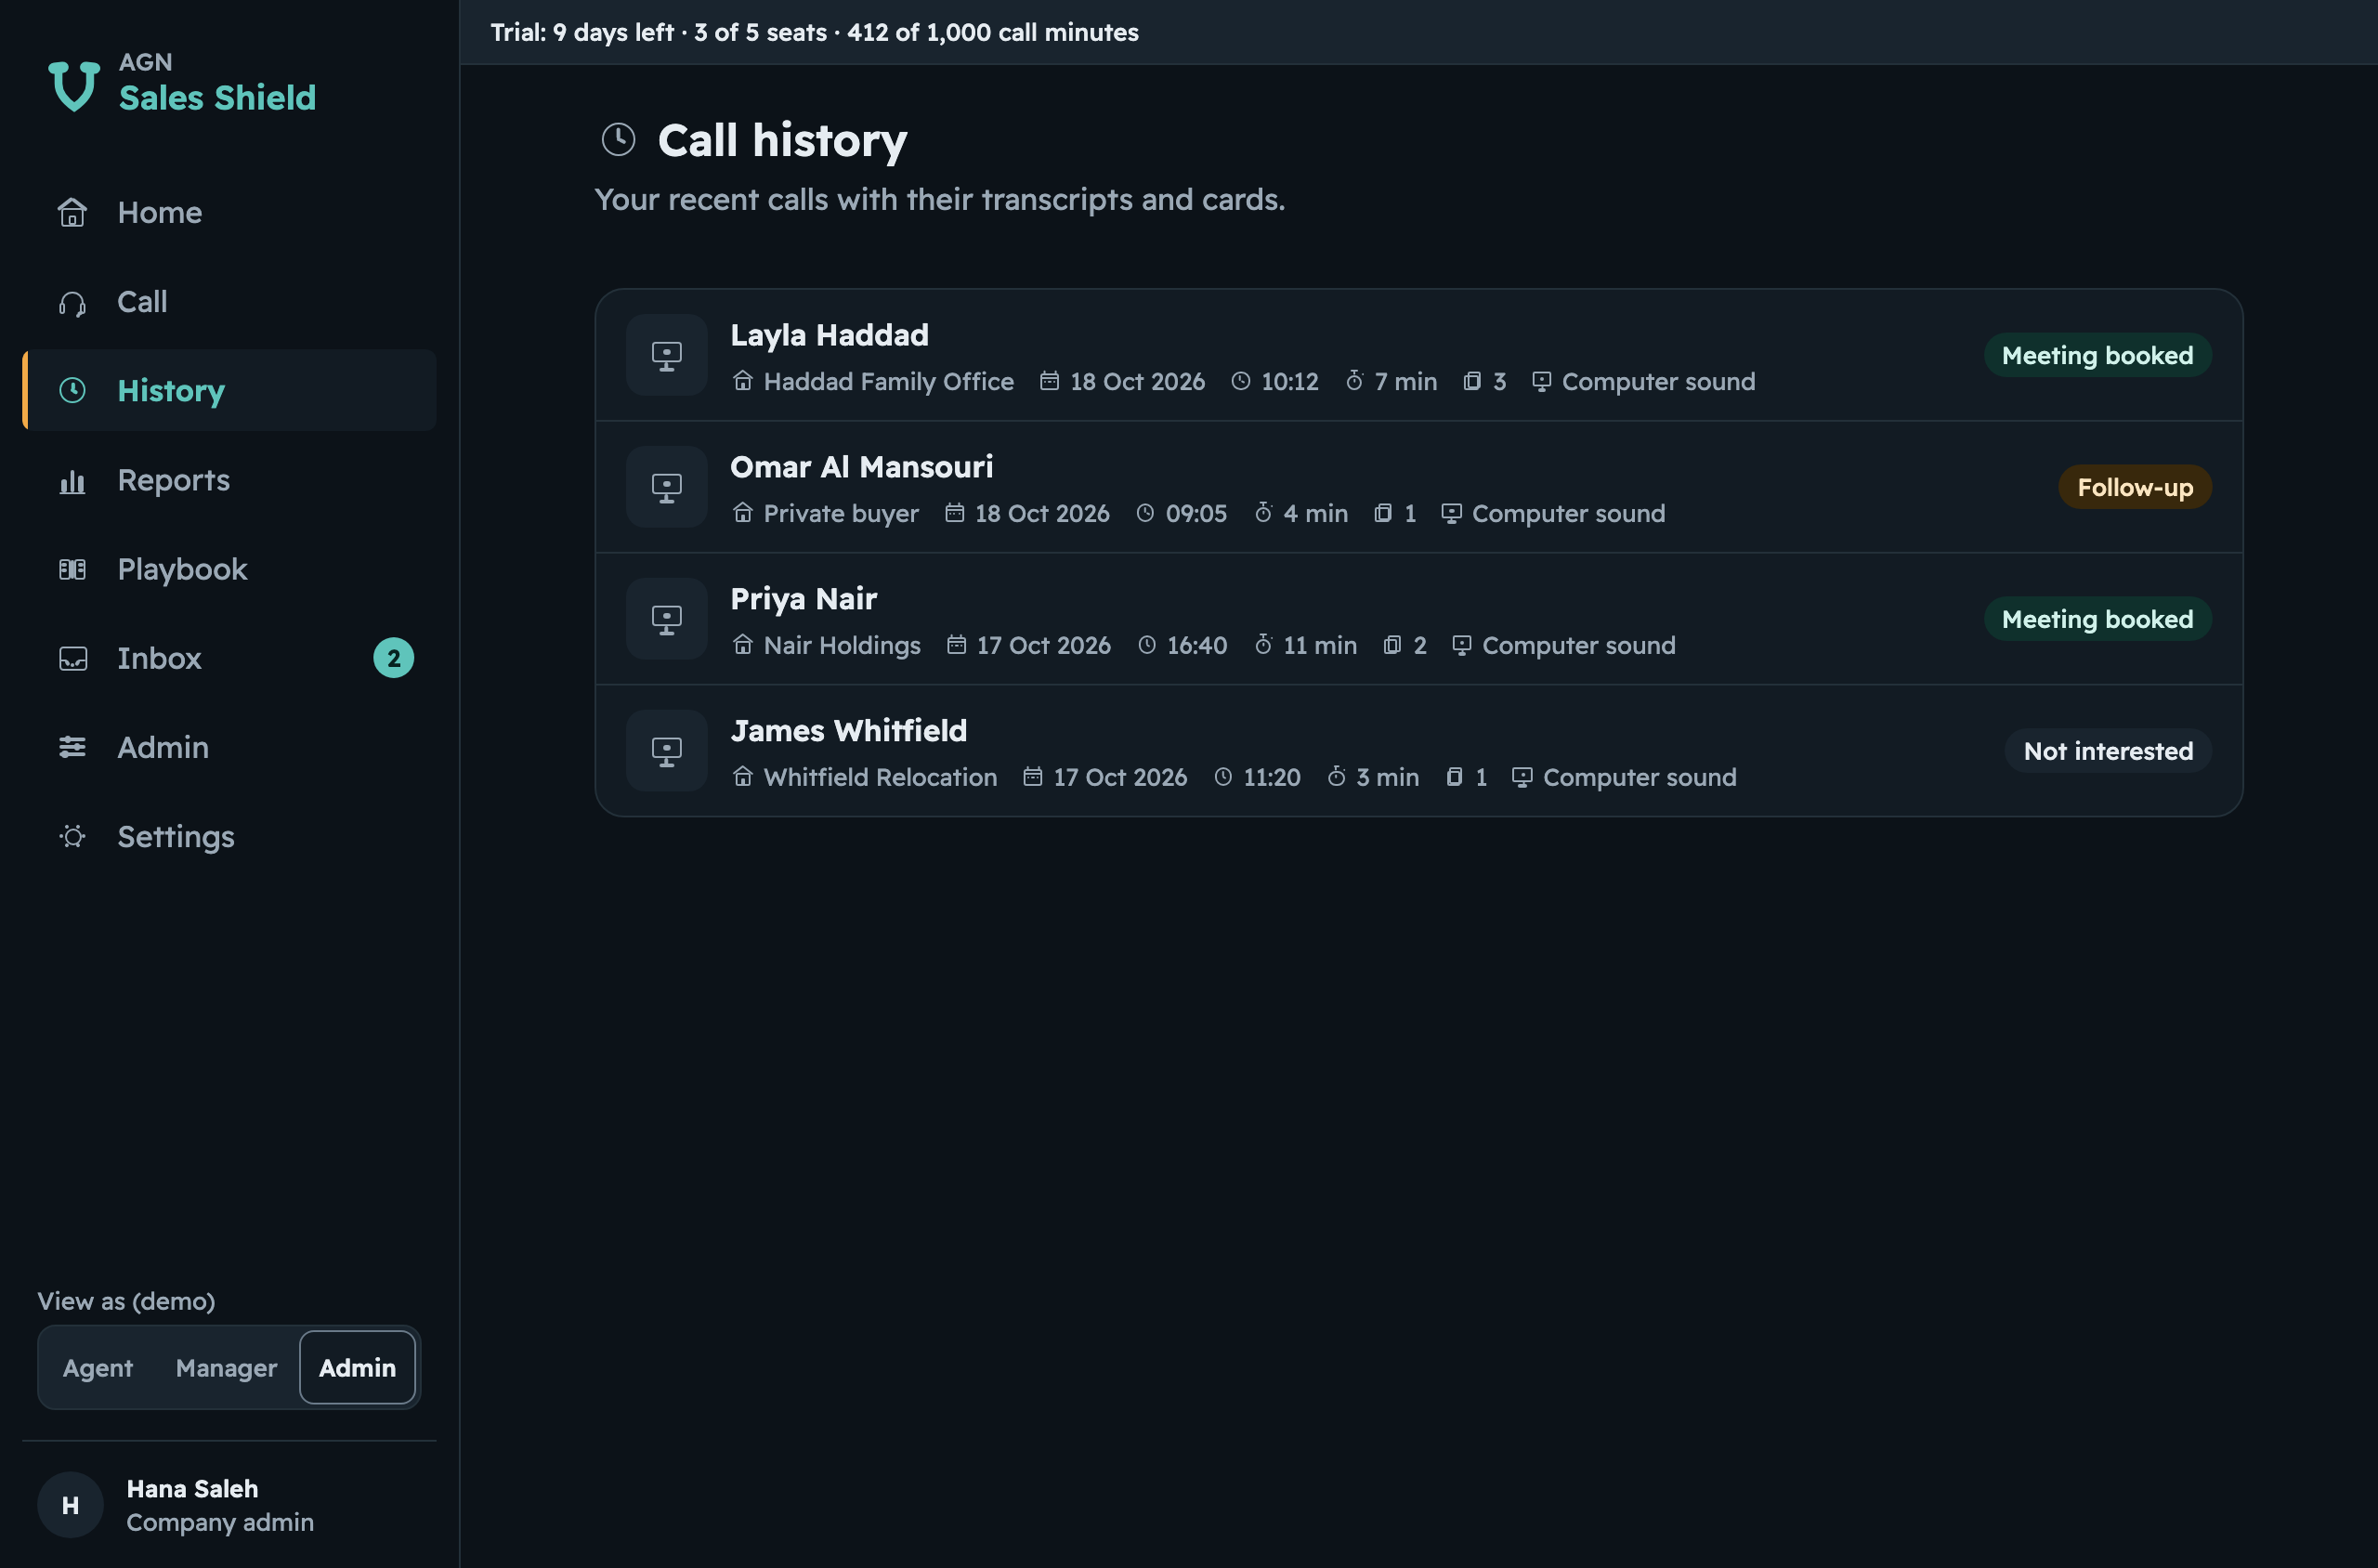 AGN
Sales Shield
Home
Call
History
Reports
Playbook
Inbox 2
Admin
Settings
View as (demo)
Agent Manager Admin
H
Hana Saleh
Company admin
Trial: 9 days left · 3 of 5 seats · 412 of 1,000 call minutes
Call history
Your recent calls with their transcripts and cards.
Layla Haddad
Haddad Family Office 18 Oct 2026 10:12 7 min 3 Computer sound
Meeting booked
Omar Al Mansouri
Private buyer 18 Oct 2026 09:05 4 min 1 Computer sound
Follow-up
Priya Nair
Nair Holdings 17 Oct 2026 16:40 11 min 2 Computer sound
Meeting booked
James Whitfield
Whitfield Relocation 17 Oct 2026 11:20 3 min 1 Computer sound
Not interested